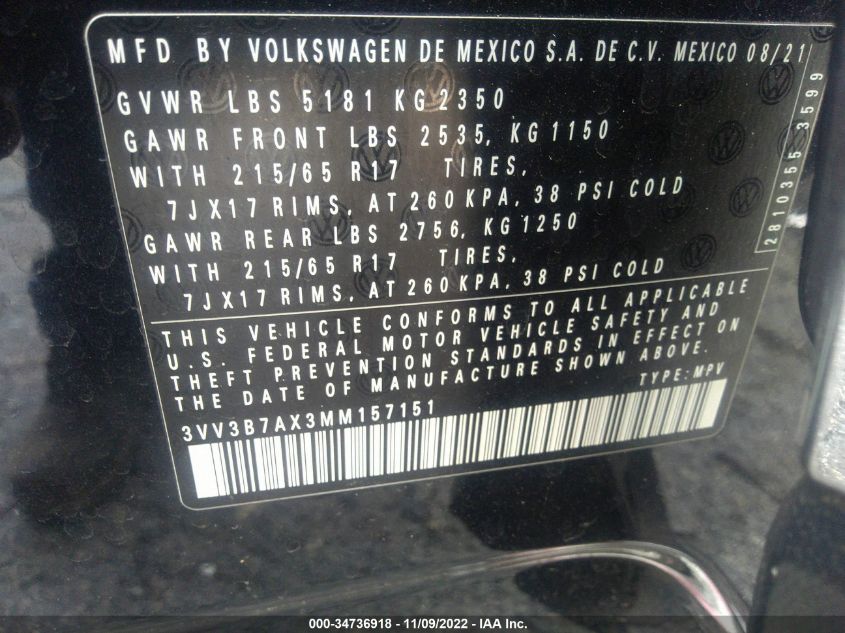 MFD BY VOLKSWAGEN DE MEXICO S.A. DE C.V. MEXICO 08/21
GVWR LBS 5181 KG 2350
GAWR FRONT LBS 2535, KG 1150
WITH 215/65 R17 TIRES,
7JX17 RIMS, AT 260 KPA, 38 PSI COLD
GAWR REAR LBS 2756, KG 1250
WITH 215/65 R17 TIRES,
7JX17 RIMS, AT 260 KPA, 38 PSI COLD
2810355 3599
THIS VEHICLE CONFORMS TO ALL APPLICABLE
U.S. FEDERAL MOTOR VEHICLE SAFETY AND
THEFT PREVENTION STANDARDS IN EFFECT ON
THE DATE OF MANUFACTURE SHOWN ABOVE.
TYPE: MPV
3VV3B7AX3MM157151
000-34736918 - 11/09/2022 - IAA Inc.